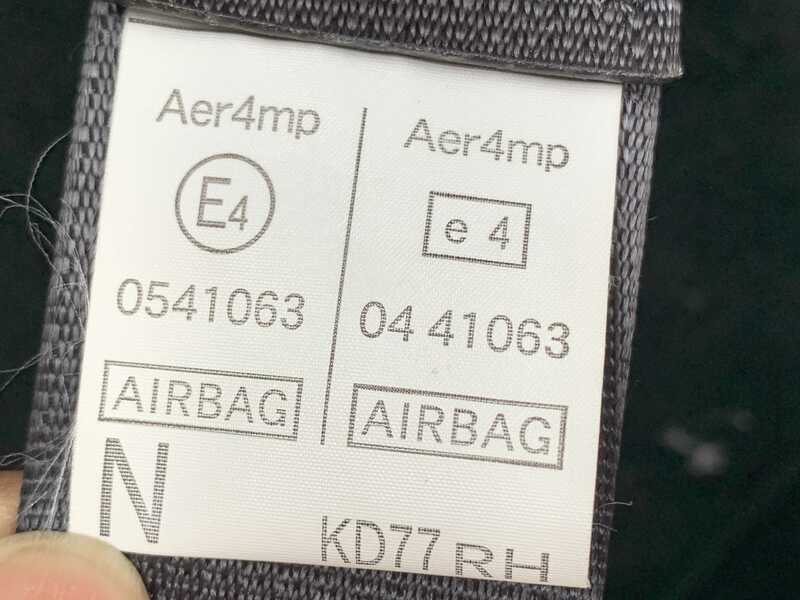 Aer4mp
E4
0541063
AIRBAG
N
Aer4mp
e 4
04 41063
AIRBAG
KD77 RH